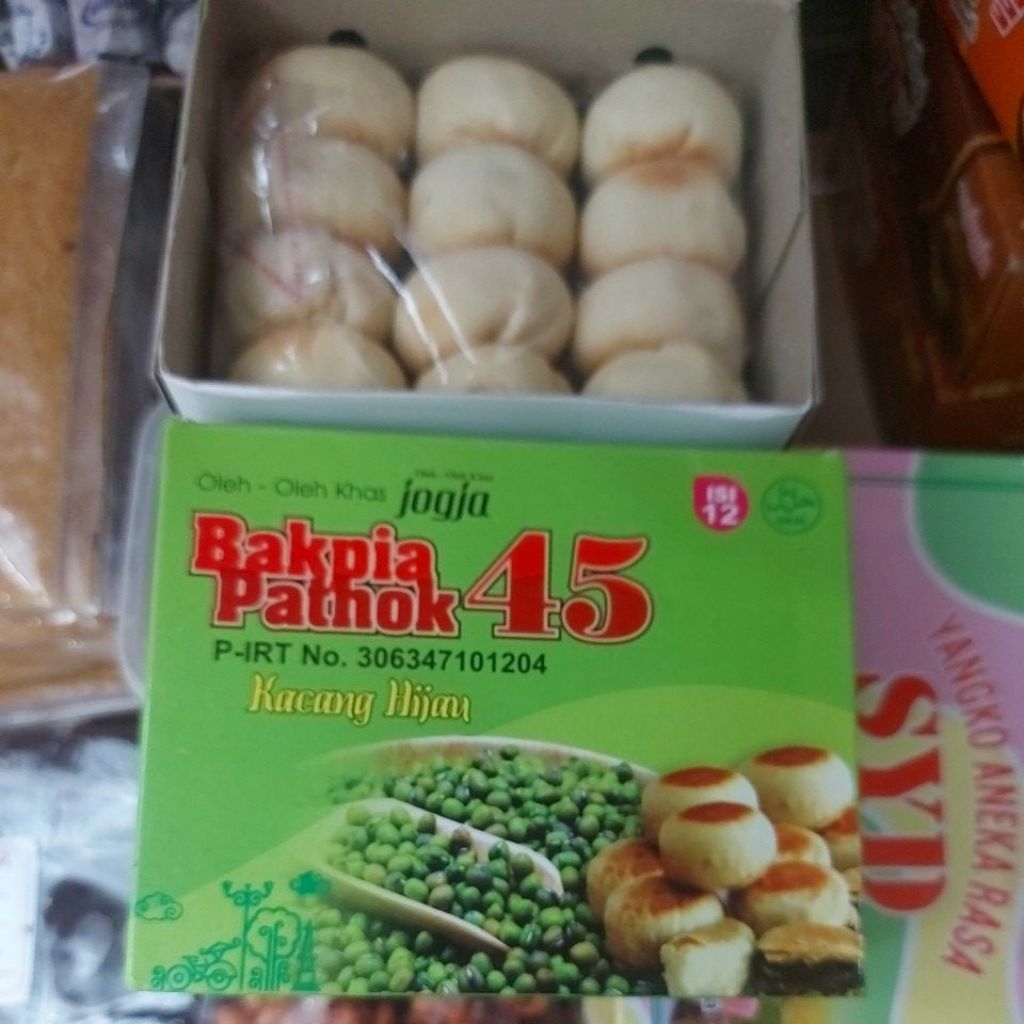 Oleh - Oleh Khas jogja
ISI
12
Bakpia
Pathok 45
P-IRT No. 306347101204
Kacang Hijau
YANGKO ANEKA RASA